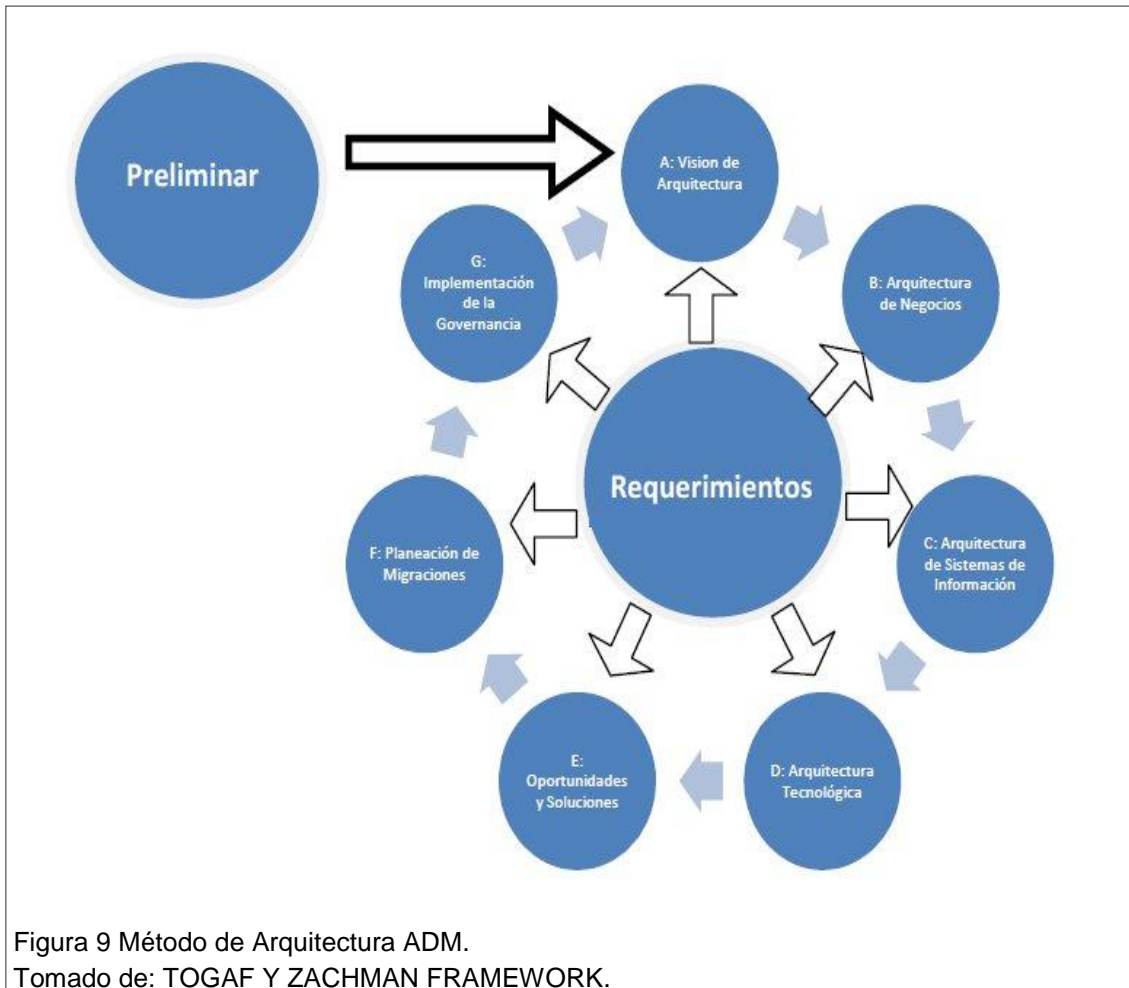 Preliminar
A: Vision de
Arquitectura
B: Arquitectura
de Negocios
C: Arquitectura
de Sistemas de
Información
D: Arquitectura
Tecnológica
E:
Oportunidades
y Soluciones
F: Planeación de
Migraciones
G:
Implementación
de la
Governancia
Requerimientos
Figura 9 Método de Arquitectura ADM.
Tomado de: TOGAF Y ZACHMAN FRAMEWORK.